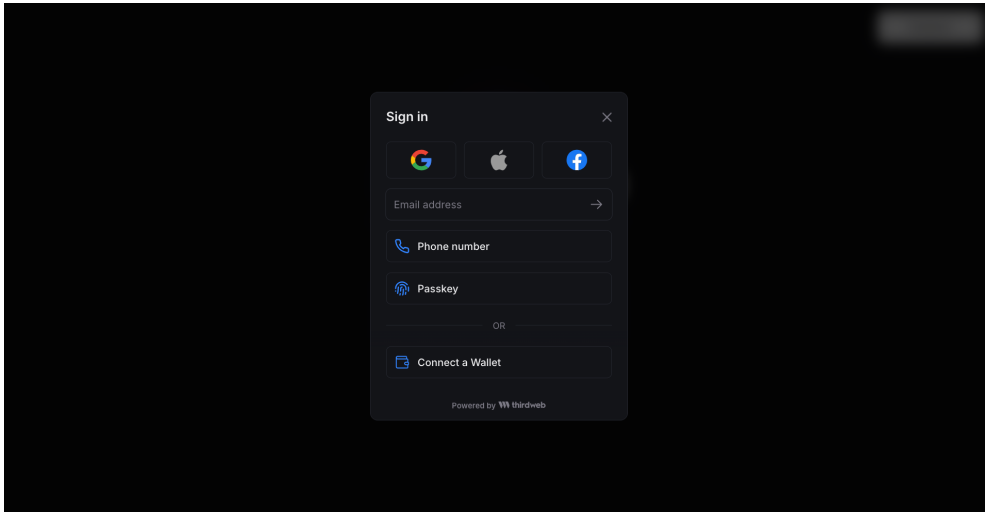 Sign in
Email address
Phone number
Passkey
OR
Connect a Wallet
Powered by thirdweb